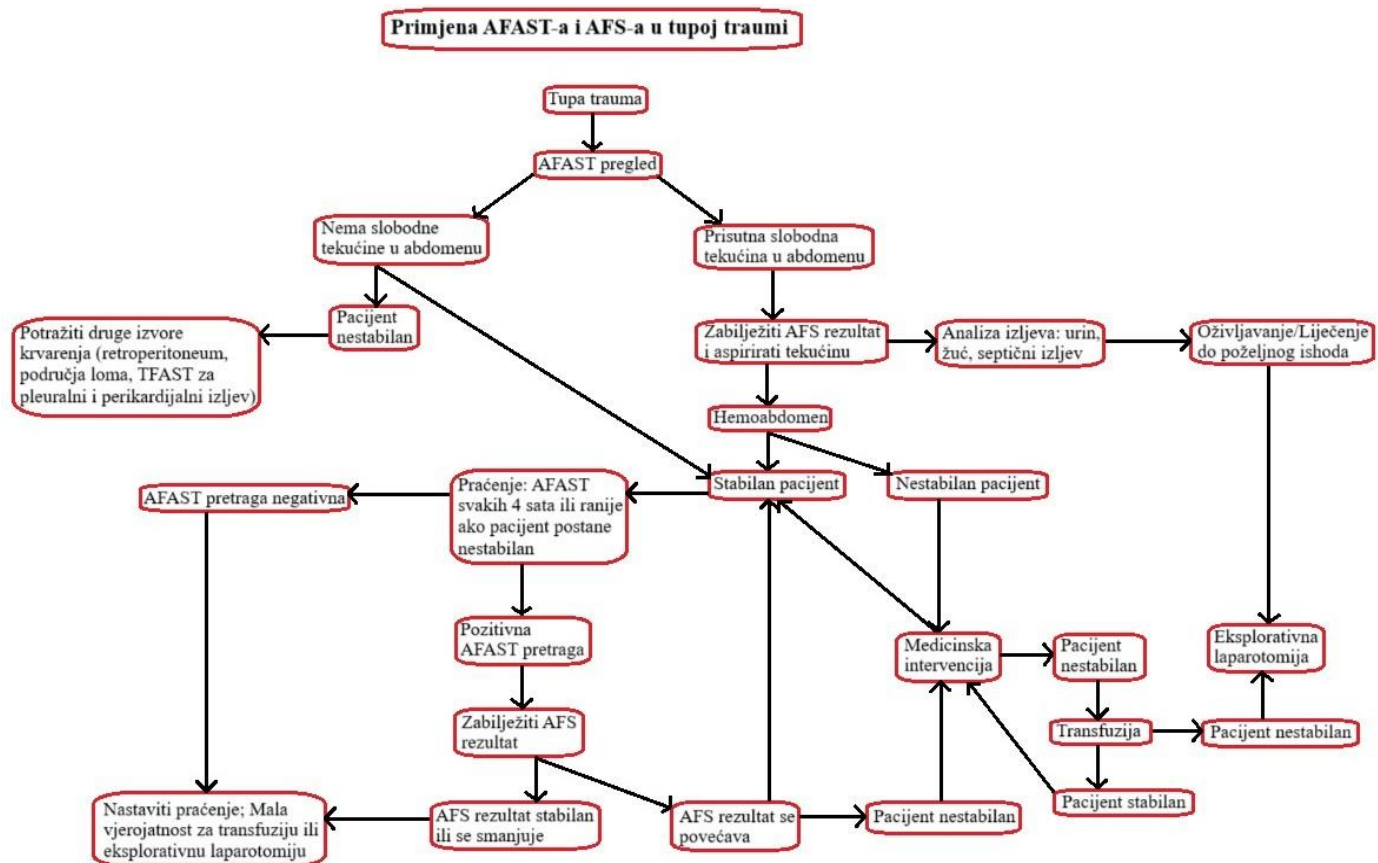 Primjena AFAST-a i AFS-a u tupoj traumi
Tupa trauma
AFAST pregled
Nema slobodne
tekućine u abdomenu
Prisutna slobodna
tekućina u abdomenu
Pacijent
nestabilan
Potražiti druge izvore
krvarenja (retroperitoneum,
područja loma, TFAST za
pleuralni i perikardijalni izljev)
Zabilježiti AFS rezultat
i aspirirati tekućinu
Analiza izljeva: urin,
žuć, septični izljev
Oživljavanje/Liječenje
do poželjnog ishoda
Hemoabdomen
Stabilan pacijent
Nestabilan pacijent
Praćenje: AFAST
svakih 4 sata ili ranije
ako pacijent postane
nestabilan
AFAST pretraga negativna
Pozitivna
AFAST pretraga
Medicinska
intervencija
Pacijent
nestabilan
Eksplorativna
laparotomija
Zabilježiti AFS
rezultat
Transfuzija
Pacijent nestabilan
Pacijent stabilan
Nastaviti praćenje; Mala
vjerojatnost za transfuziju ili
eksplorativnu laparotomiju
AFS rezultat stabilan
ili se smanjuje
AFS rezultat se
povećava
Pacijent nestabilan